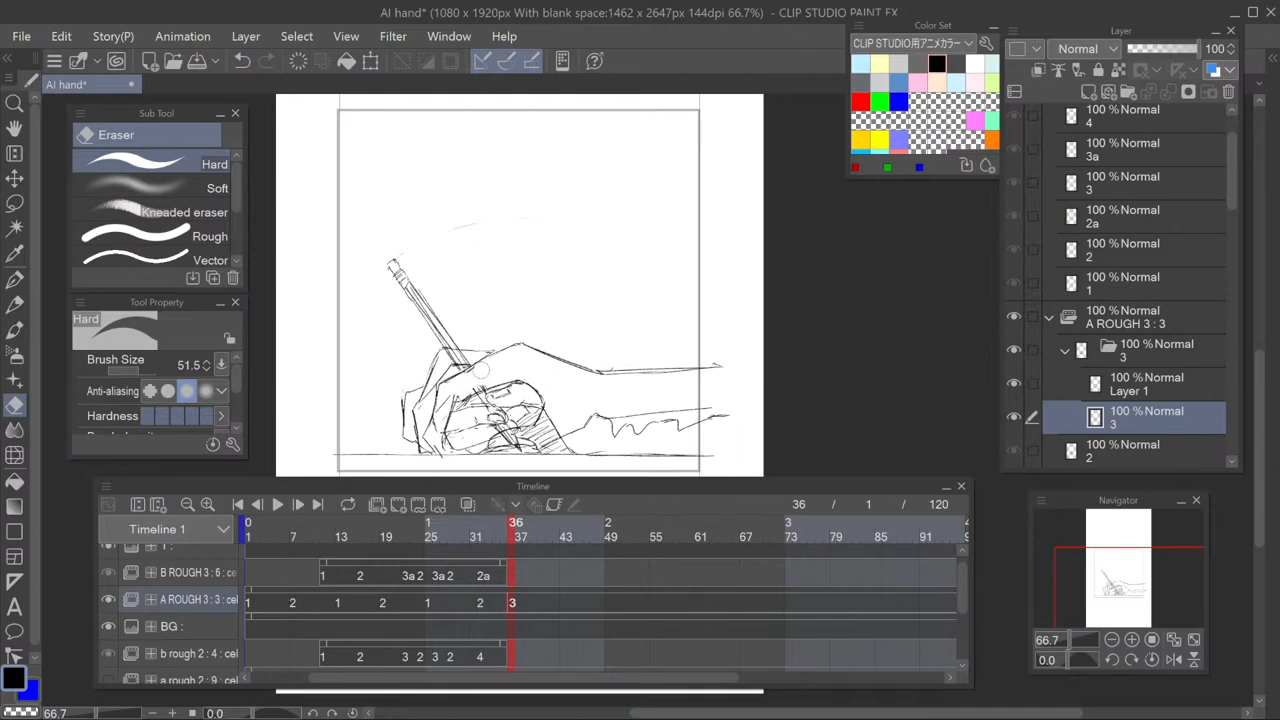 AI hand* (1080 x 1920px With blank space:1462 x 2647px 144dpi 66.7%) - CLIP STUDIO PAINT EX
File Edit Story(P) Animation Layer Select View Filter Window Help
AI hand*
Sub Tool
Eraser
Hard
Soft
Kneaded eraser
Rough
Vector
Tool Property
Hard
Brush Size 51.5
Anti-aliasing
Hardness
Color Set
CLIP STUDIO用アニメカラー
Layer
Normal 100
100 % Normal
4
100 % Normal
3a
100 % Normal
3
100 % Normal
2a
100 % Normal
2
100 % Normal
1
100 % Normal
A ROUGH 3 : 3
100 % Normal
3
100 % Normal
Layer 1
100 % Normal
3
100 % Normal
2
Timeline
36 / 1 / 120
Timeline 1
0 1 36 2 3 4
1 7 13 19 25 31 37 43 49 55 61 67 73 79 85 91 9
B ROUGH 3 : 6 : ce 1 2 3a 2 3a 2 2a
A ROUGH 3 : 3 : cel 1 2 1 2 1 2 3
BG :
b rough 2 : 4 : cel 1 2 3 2 3 2 4
a rough 2 : 9 : cel
Navigator
66.7
0.0
66.7 0.0